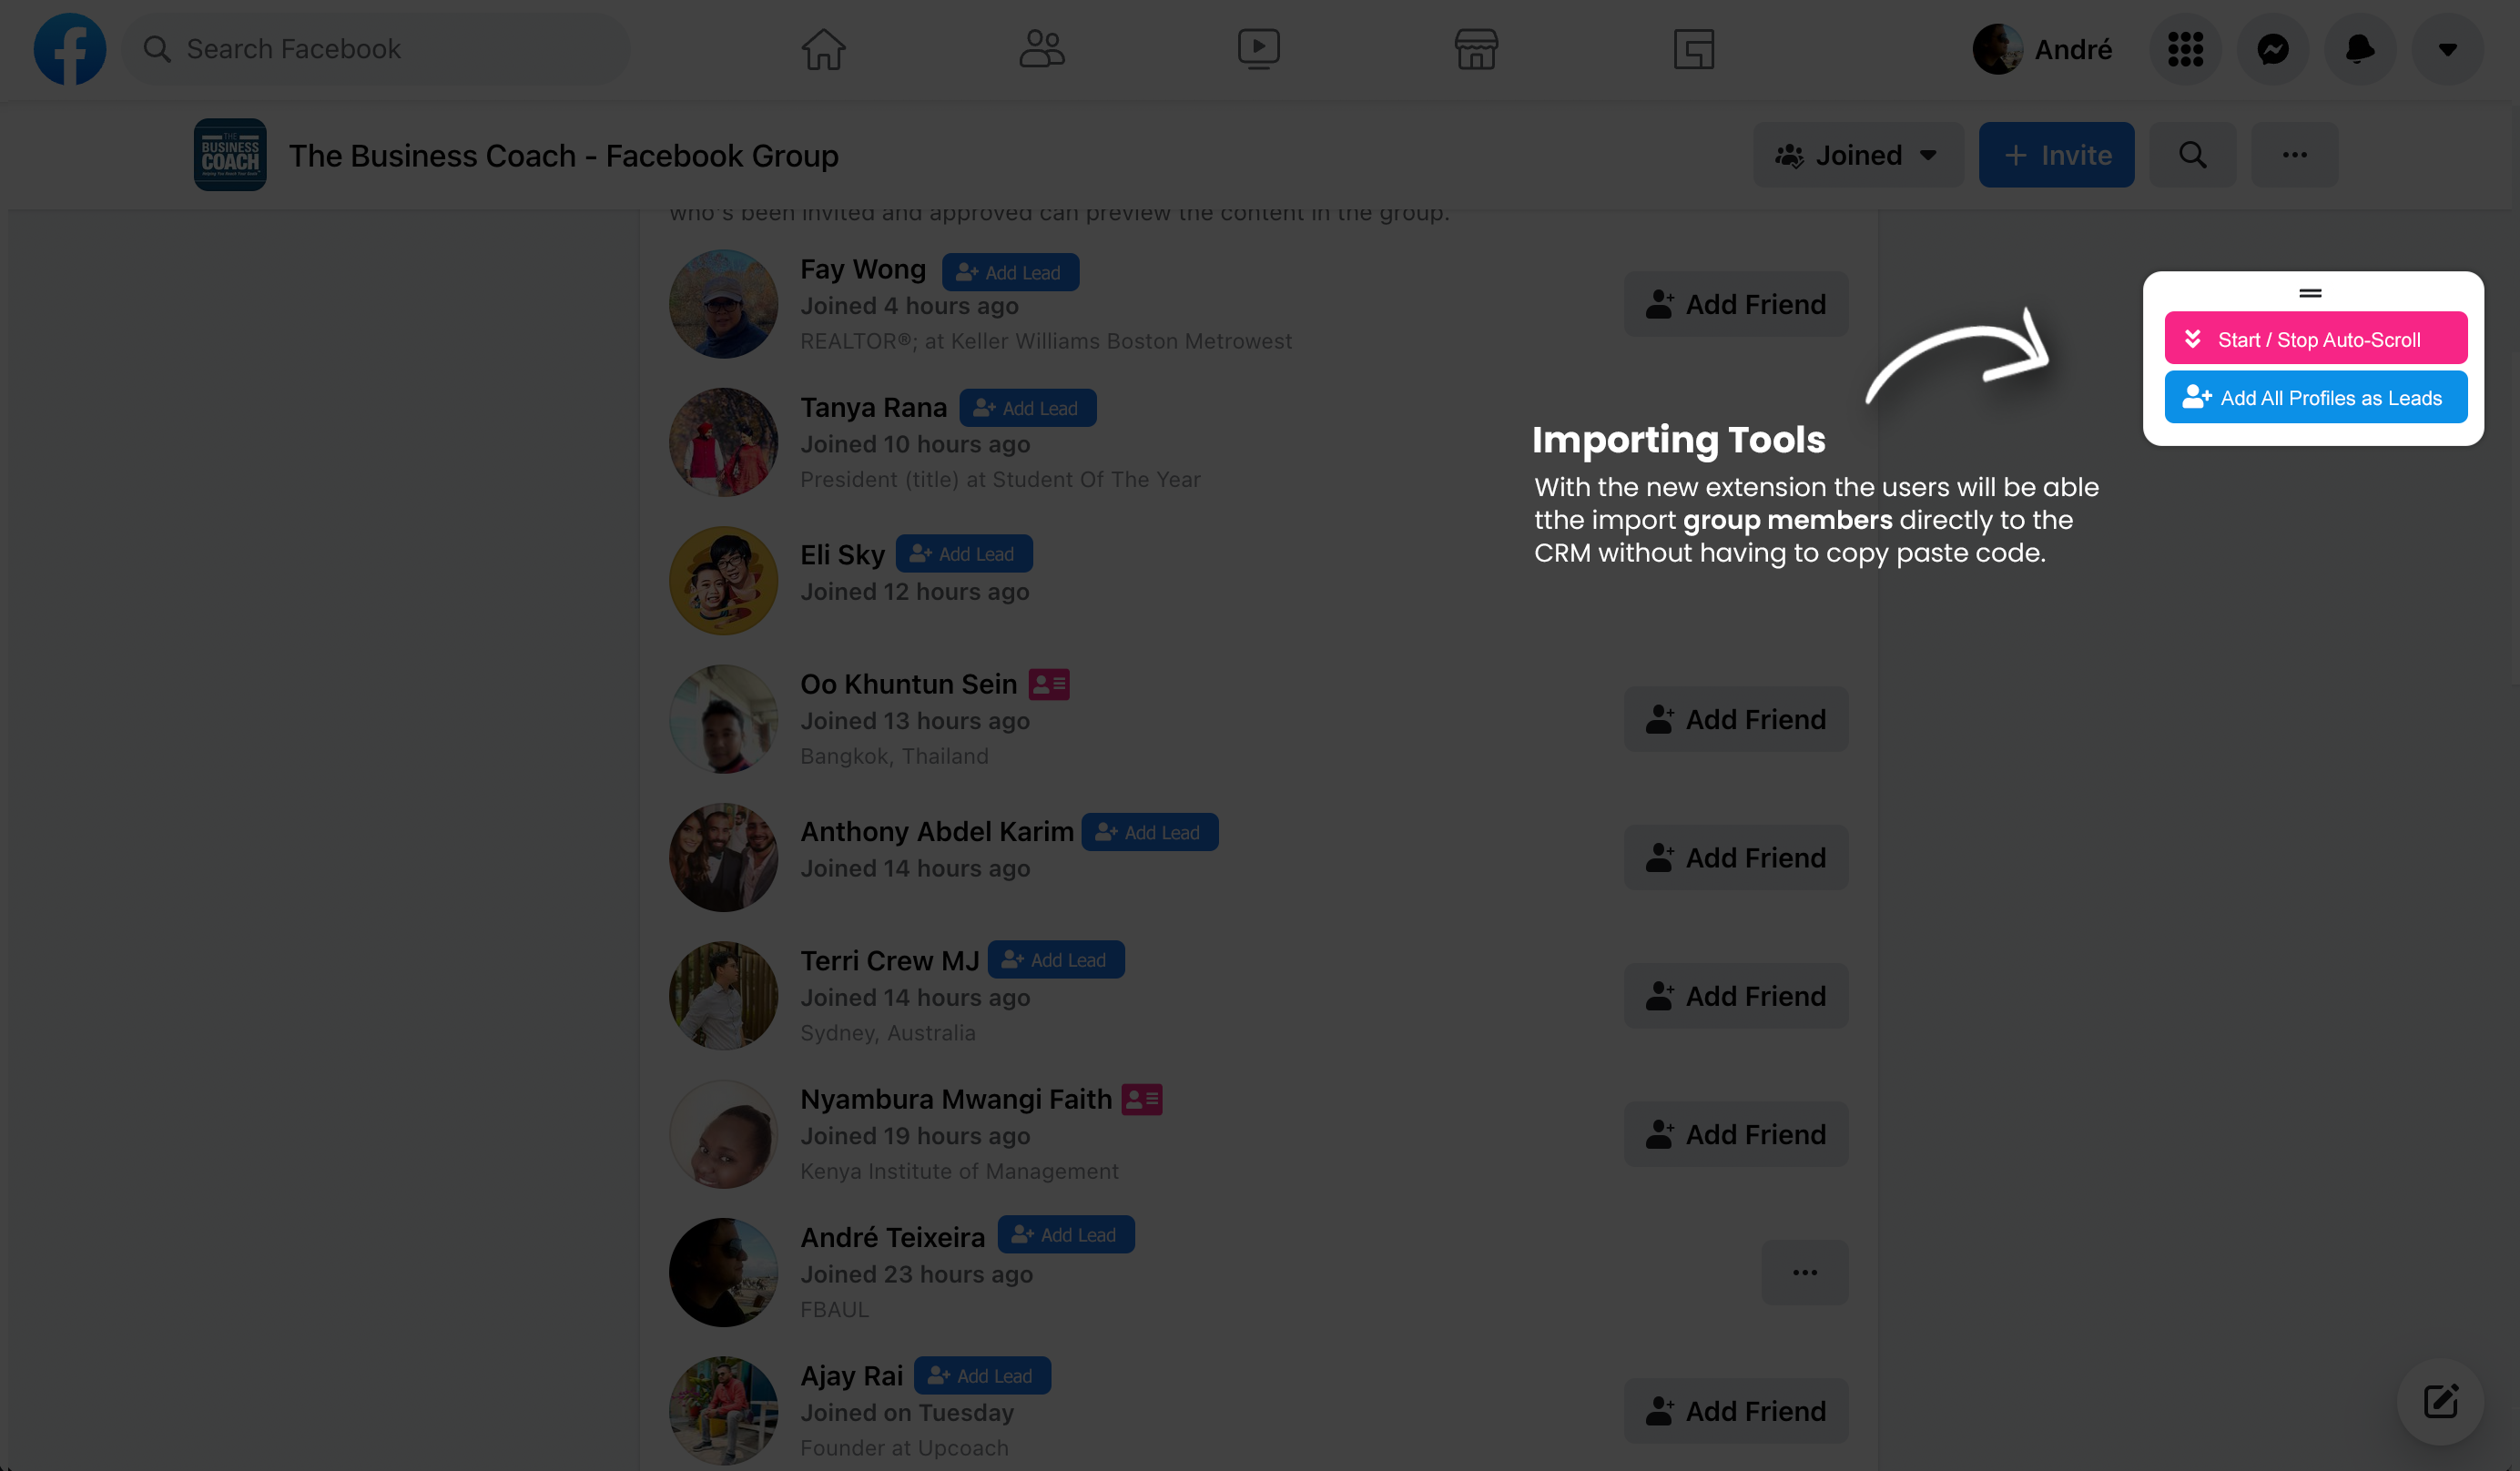 Search Facebook
André
THE
BUSINESS
COACH
The Business Coach - Facebook Group
Joined
+ Invite
who's been invited and approved can preview the content in the group.
Fay Wong
Add Lead
Joined 4 hours ago
REALTOR®; at Keller Williams Boston Metrowest
Add Friend
Start / Stop Auto-Scroll
Add All Profiles as Leads
Tanya Rana
Add Lead
Joined 10 hours ago
President (title) at Student Of The Year
Importing Tools
With the new extension the users will be able
tthe import group members directly to the
CRM without having to copy paste code.
Eli Sky
Add Lead
Joined 12 hours ago
Oo Khuntun Sein
Joined 13 hours ago
Bangkok, Thailand
Add Friend
Anthony Abdel Karim
Add Lead
Joined 14 hours ago
Add Friend
Terri Crew MJ
Add Lead
Joined 14 hours ago
Sydney, Australia
Add Friend
Nyambura Mwangi Faith
Joined 19 hours ago
Kenya Institute of Management
Add Friend
André Teixeira
Add Lead
Joined 23 hours ago
FBAUL
Ajay Rai
Add Lead
Joined on Tuesday
Founder at Upcoach
Add Friend